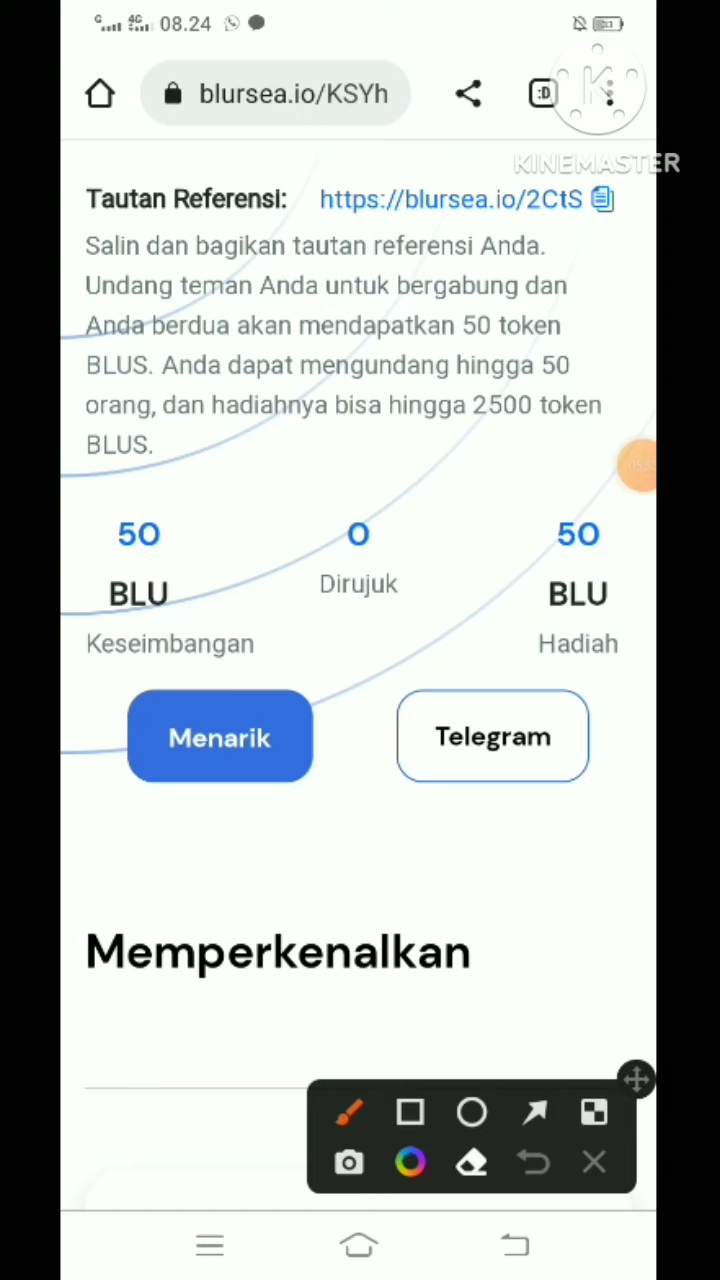 08.24
blursea.io/KSYh
:D
KINEMASTER
Tautan Referensi: https://blursea.io/2CtS
Salin dan bagikan tautan referensi Anda.
Undang teman Anda untuk bergabung dan
Anda berdua akan mendapatkan 50 token
BLUS. Anda dapat mengundang hingga 50
orang, dan hadiahnya bisa hingga 2500 token
BLUS.
50 0 50
BLU Dirujuk BLU
Keseimbangan Hadiah
Menarik Telegram
Memperkenalkan